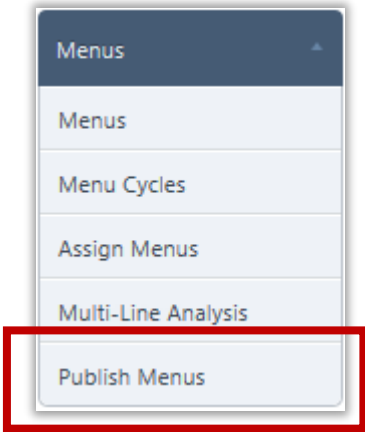 Menus
Menus
Menu Cycles
Assign Menus
Multi-Line Analysis
Publish Menus